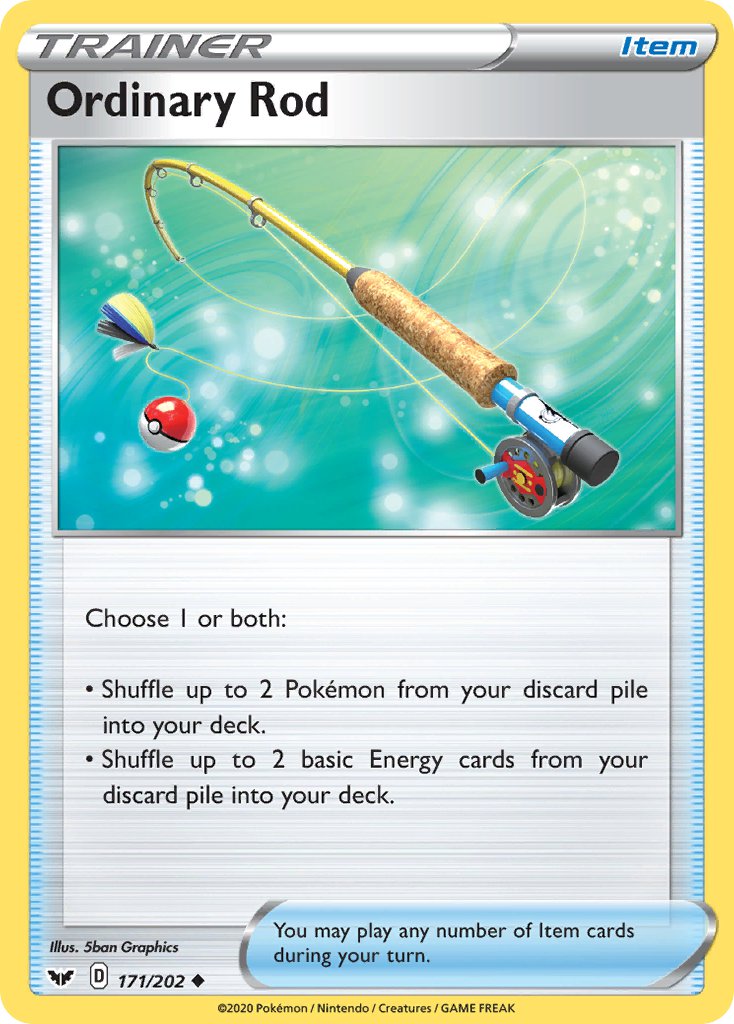 TRAINER
Item
Ordinary Rod
Choose 1 or both:
• Shuffle up to 2 Pokémon from your discard pile
into your deck.
• Shuffle up to 2 basic Energy cards from your
discard pile into your deck.
Illus. 5ban Graphics
You may play any number of Item cards
during your turn.
D 171/202 ◆
©2020 Pokémon / Nintendo / Creatures / GAME FREAK